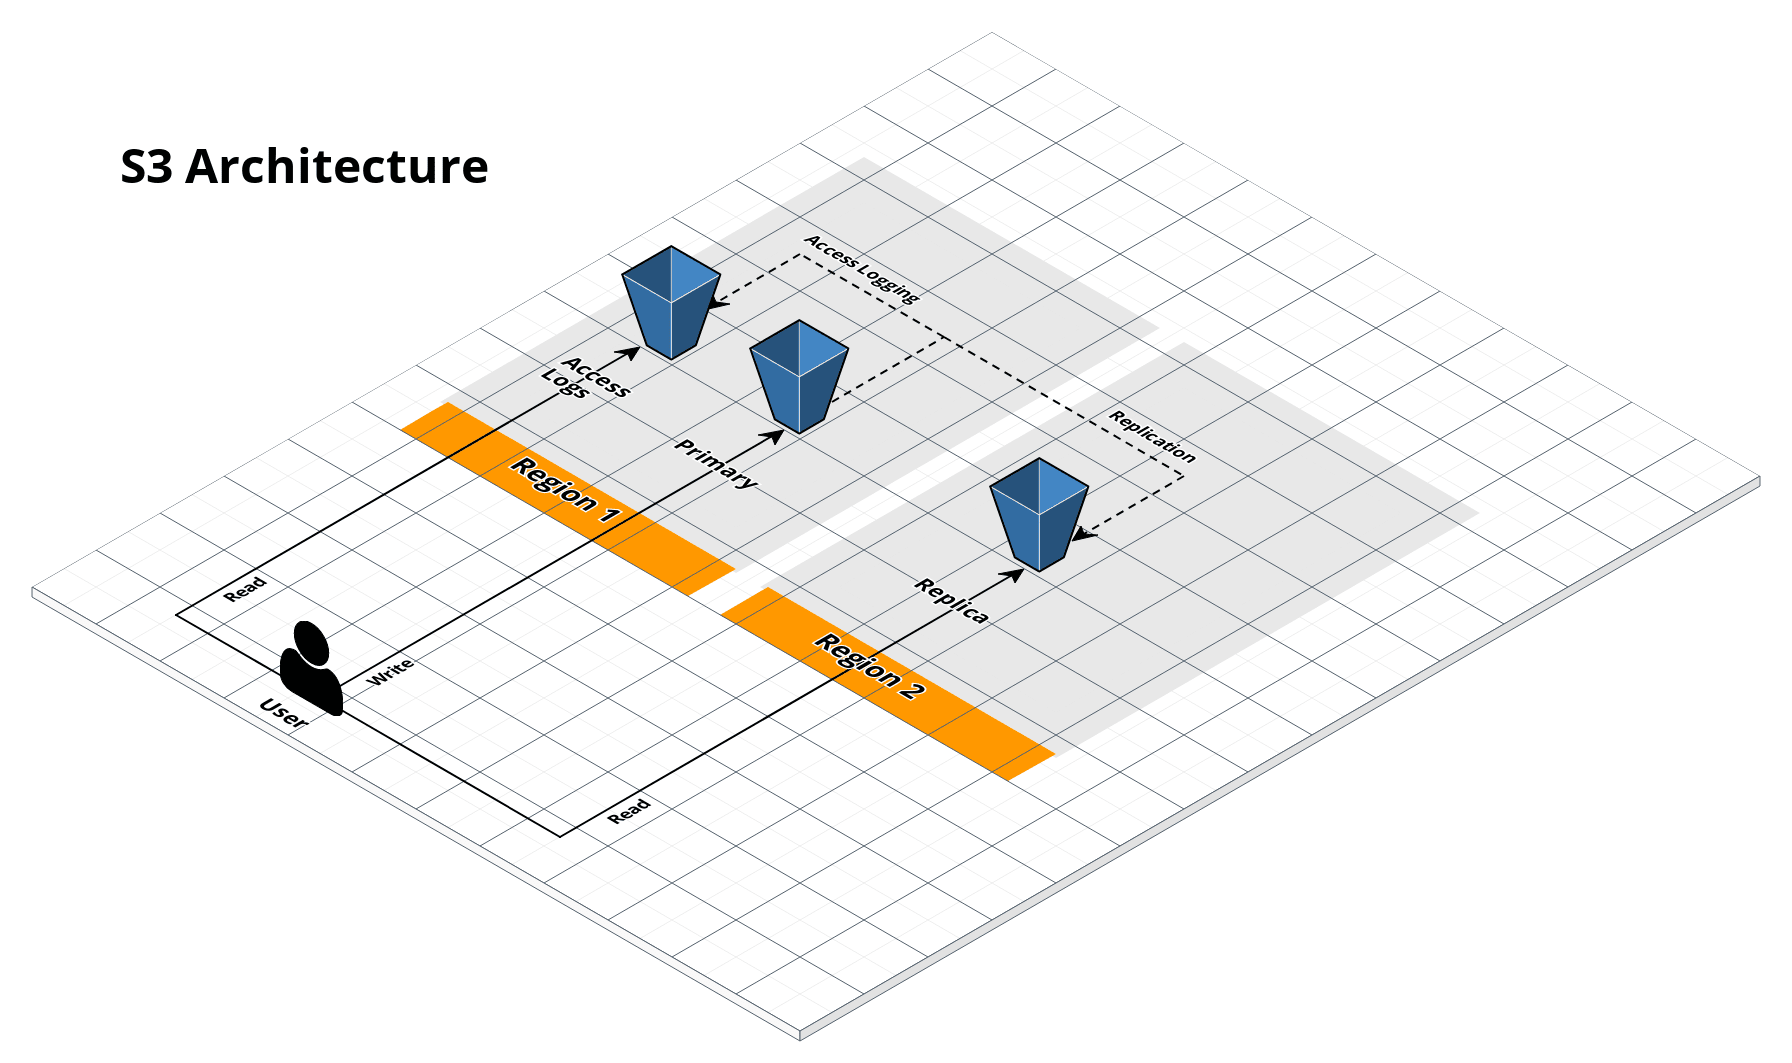 S3 Architecture
Access Logging
Access
Logs
Primary
Replication
Region 1
Replica
Read
Region 2
Write
User
Read